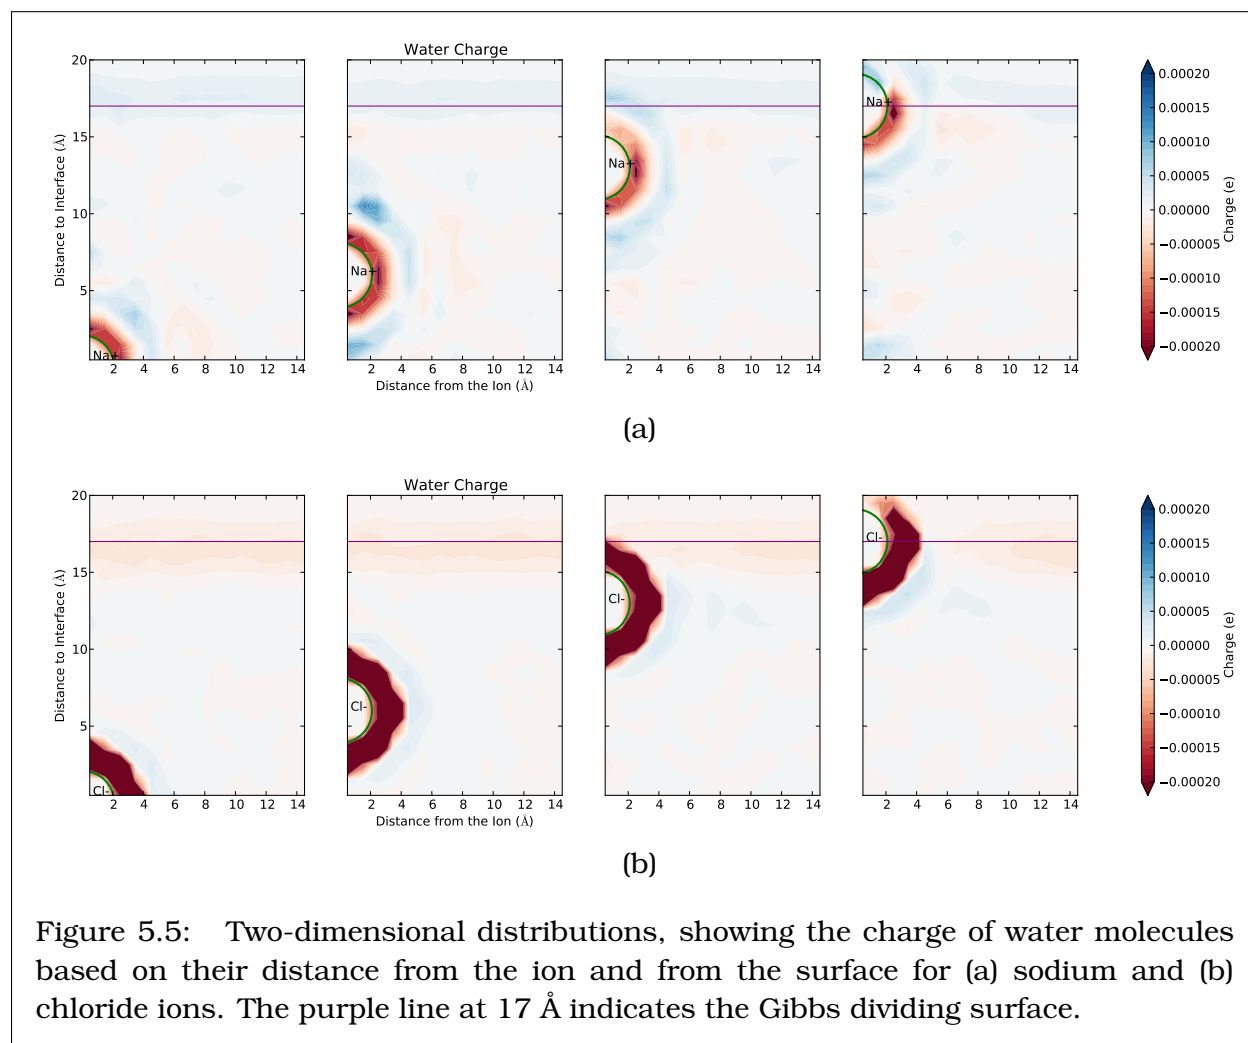 Water Charge
20
15
10
5
Distance to Interface (Å)
Na+
Na+
Na+
Na+
2 4 6 8 10 12 14
2 4 6 8 10 12 14
2 4 6 8 10 12 14
2 4 6 8 10 12 14
Distance from the Ion (Å)
0.00020
0.00015
0.00010
0.00005
0.00000
−0.00005
−0.00010
−0.00015
−0.00020
Charge (e)
(a)
Water Charge
20
15
10
5
Distance to Interface (Å)
Cl-
Cl-
Cl-
Cl-
2 4 6 8 10 12 14
2 4 6 8 10 12 14
2 4 6 8 10 12 14
2 4 6 8 10 12 14
Distance from the Ion (Å)
0.00020
0.00015
0.00010
0.00005
0.00000
−0.00005
−0.00010
−0.00015
−0.00020
Charge (e)
(b)
Figure 5.5: Two-dimensional distributions, showing the charge of water molecules
based on their distance from the ion and from the surface for (a) sodium and (b)
chloride ions. The purple line at 17 Å indicates the Gibbs dividing surface.